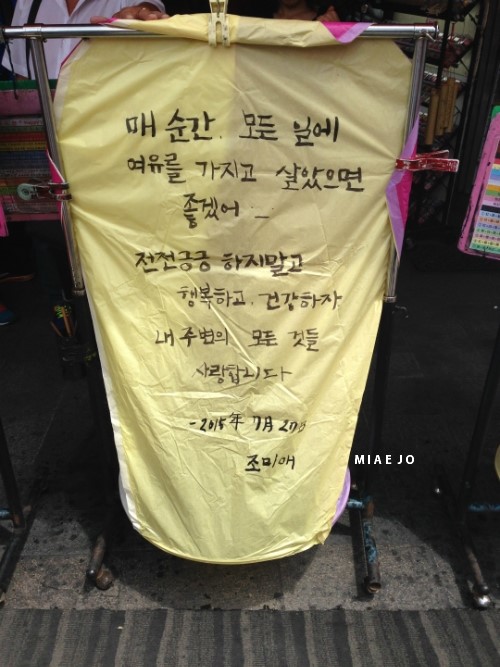 매 순간, 모든 일에
여유를 가지고 살았으면
좋겠어 ...
전전긍긍 하지말고
행복하고, 건강하자
내 주변의 모든 것들
사랑합니다
-2015年 7月 27日
조미애
MIAE JO